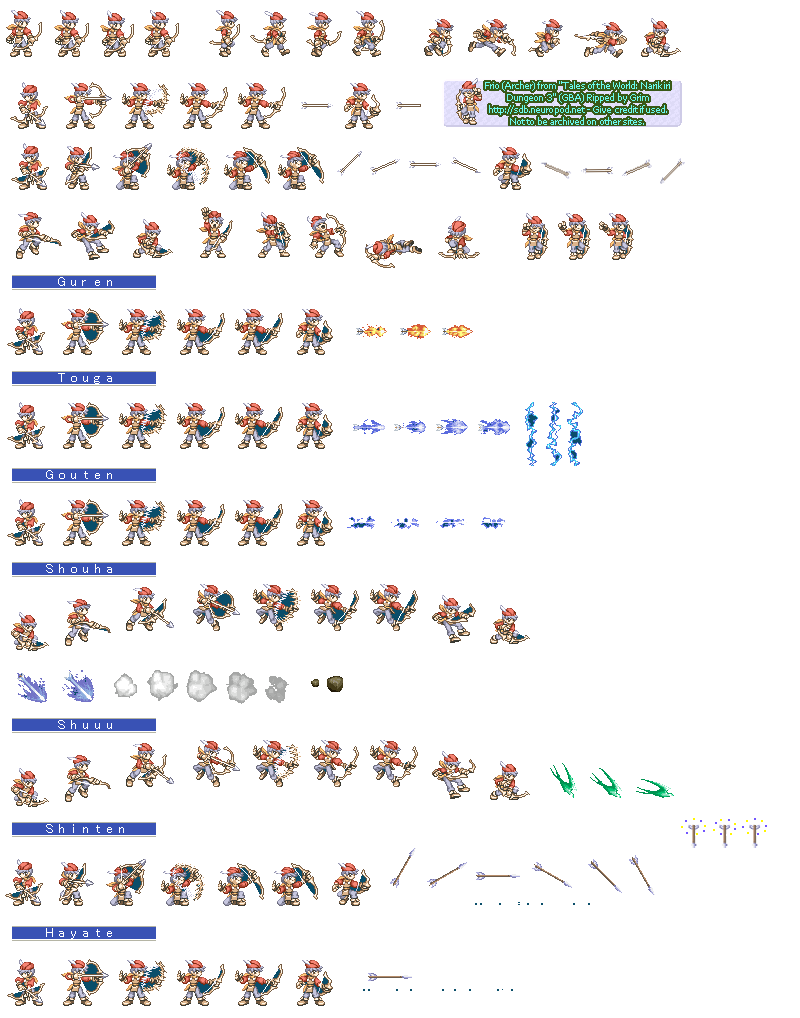 Frio (Archer) from "Tales of the World: Narikiri
Dungeon 3" (GBA) Ripped by Grim
http://sdb.neuropod.net - Give credit if used.
Not to be archived on other sites.
Guren
Touga
Gouten
Shouha
Shuuu
Shinten
Hayate